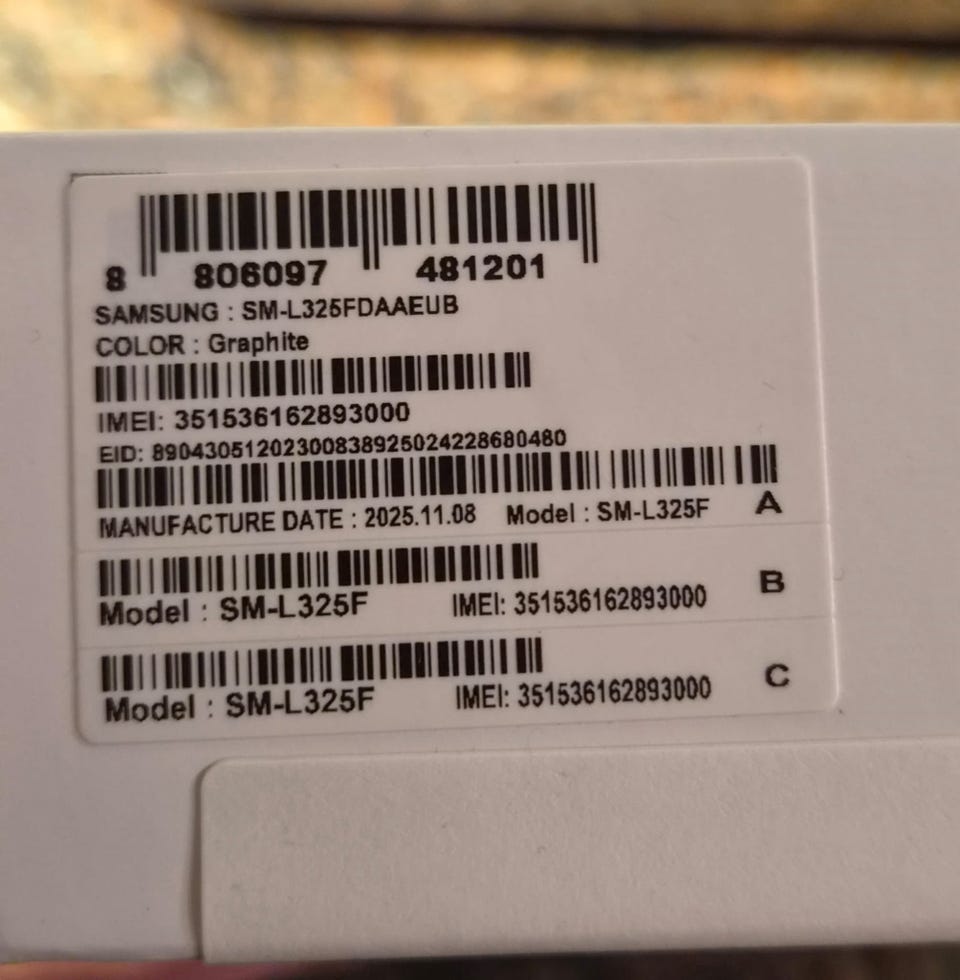 8 806097 481201
SAMSUNG : SM-L325FDAAEUB
COLOR : Graphite
IMEI: 351536162893000
EID: 89043051202300838925024228680480
MANUFACTURE DATE : 2025.11.08 Model : SM-L325F A
Model : SM-L325F IMEI: 351536162893000 B
Model : SM-L325F IMEI: 351536162893000 C